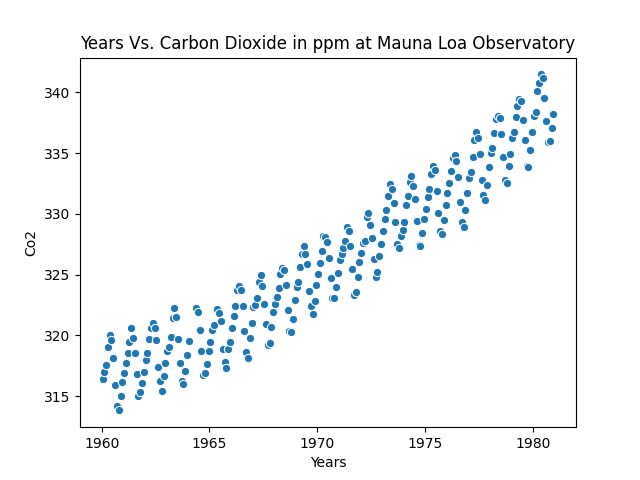 Years Vs. Carbon Dioxide in ppm at Mauna Loa Observatory
340
335
330
325
320
315
Co2
1960 1965 1970 1975 1980
Years